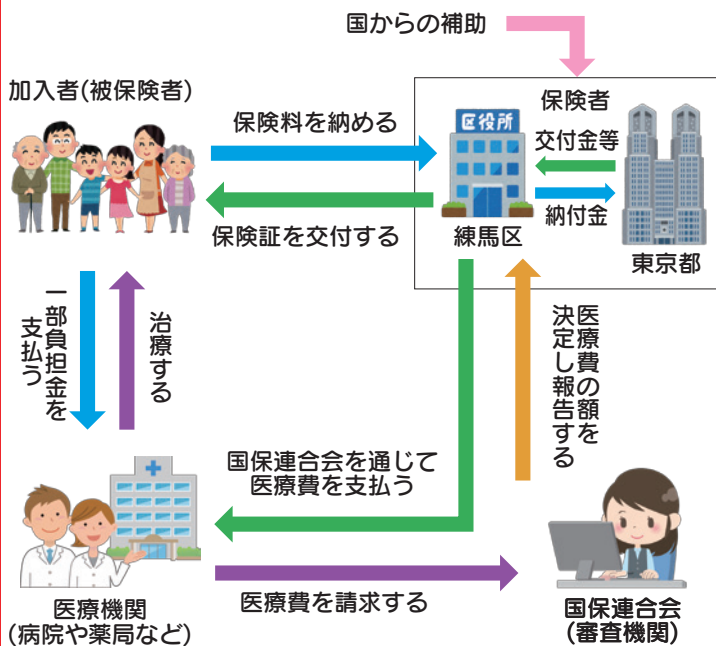 国からの補助
加入者(被保険者)
保険者
区役所
保険料を納める
交付金等
納付金
保険証を交付する
練馬区
東京都
一部負担金を
支払う
治療する
医療費の額を
決定し報告する
国保連合会を通じて
医療費を支払う
医療費を請求する
医療機関
(病院や薬局など)
国保連合会
(審査機関)